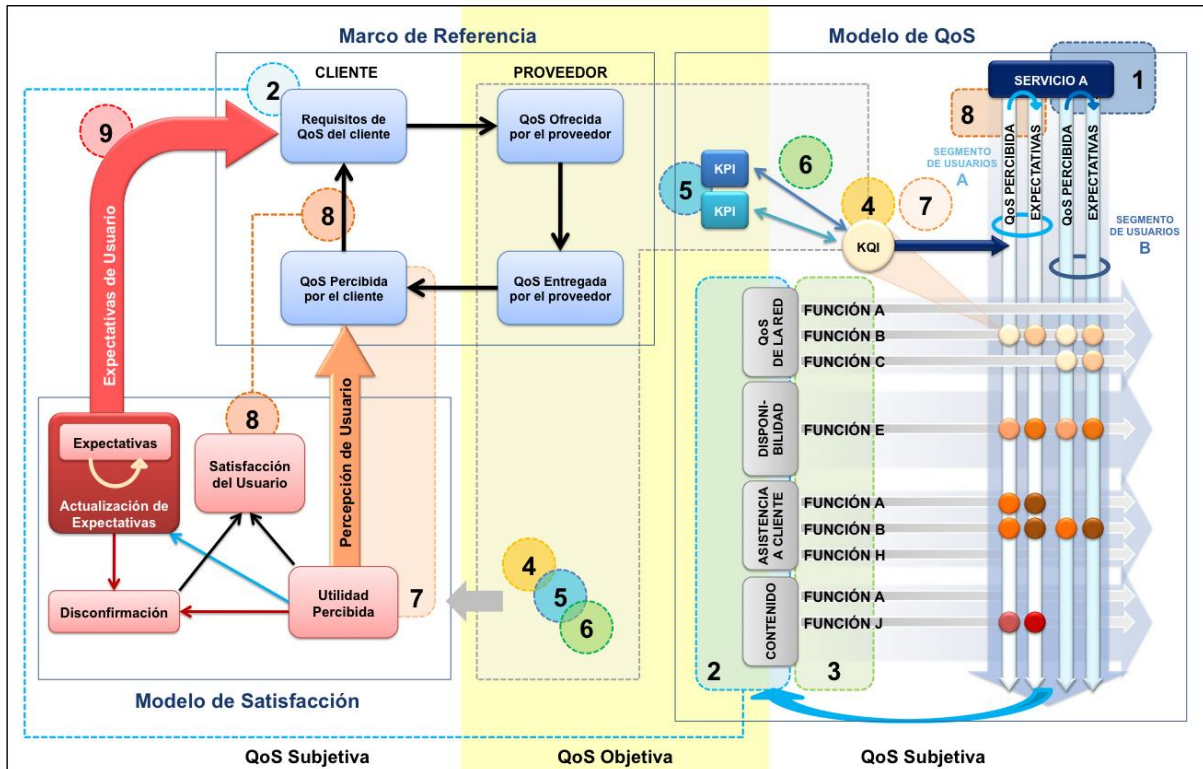 Marco de Referencia
CLIENTE
PROVEEDOR
2
Requisitos de
QoS del cliente
QoS Ofrecida
por el proveedor
9
8
QoS Percibida
por el cliente
QoS Entregada
por el proveedor
Expectativas de Usuario
Percepción de Usuario
Expectativas
Actualización de
Expectativas
8
Satisfacción
del Usuario
Disconfirmación
Utilidad
Percibida
7
4
5
6
Modelo de Satisfacción
Modelo de QoS
SERVICIO A
1
8
SEGMENTO
DE USUARIOS
A
QoS PERCIBIDA
EXPECTATIVAS
QoS PERCIBIDA
EXPECTATIVAS
SEGMENTO
DE USUARIOS
B
5
KPI
KPI
6
4
7
KQI
QoS
DE LA RED
FUNCIÓN A
FUNCIÓN B
FUNCIÓN C
DISPONI-
BILIDAD
FUNCIÓN E
ASISTENCIA
A CLIENTE
FUNCIÓN A
FUNCIÓN B
FUNCIÓN H
CONTENIDO
FUNCIÓN A
FUNCIÓN J
2
3
QoS Subjetiva
QoS Objetiva
QoS Subjetiva